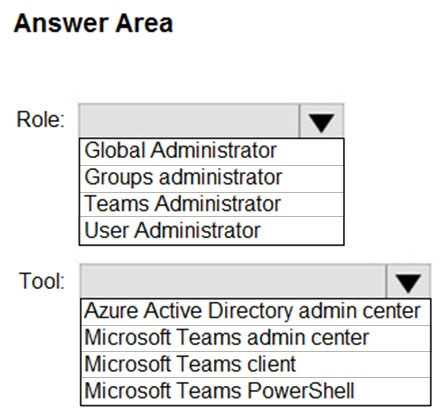 Answer Area
Role:
Global Administrator
Groups administrator
Teams Administrator
User Administrator
Tool:
Azure Active Directory admin center
Microsoft Teams admin center
Microsoft Teams client
Microsoft Teams PowerShell